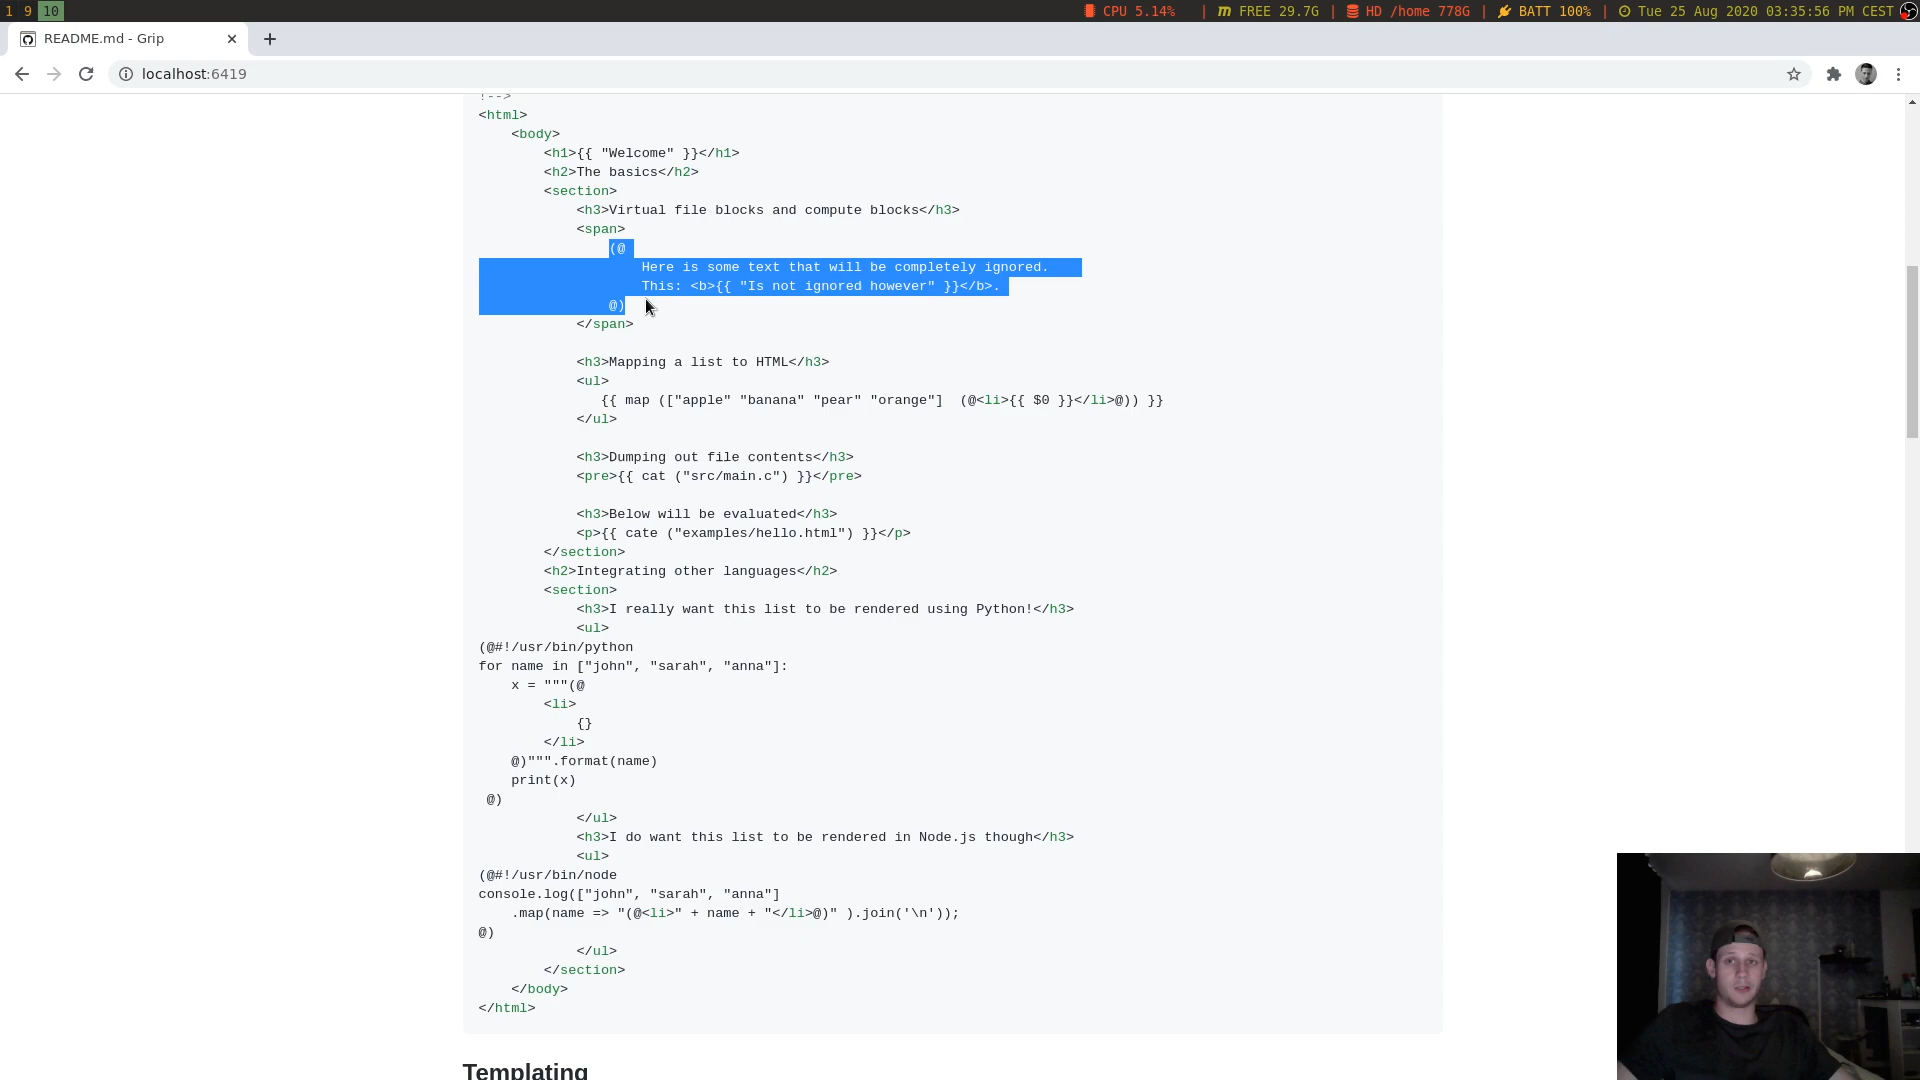 1 9 10 CPU 5.14% | FREE 29.7G | HD /home 778G | BATT 100% | Tue 25 Aug 2020 03:35:56 PM CEST
README.md - Grip
localhost:6419
!-->
<html>
    <body>
        <h1>{{ "Welcome" }}</h1>
        <h2>The basics</h2>
        <section>
            <h3>Virtual file blocks and compute blocks</h3>
            <span>
                (@
                    Here is some text that will be completely ignored.
                    This: <b>{{ "Is not ignored however" }}</b>.
                @)
            </span>

            <h3>Mapping a list to HTML</h3>
            <ul>
               {{ map (["apple" "banana" "pear" "orange"]  (@<li>{{ $0 }}</li>@)) }}
            </ul>

            <h3>Dumping out file contents</h3>
            <pre>{{ cat ("src/main.c") }}</pre>

            <h3>Below will be evaluated</h3>
            <p>{{ cate ("examples/hello.html") }}</p>
        </section>
        <h2>Integrating other languages</h2>
        <section>
            <h3>I really want this list to be rendered using Python!</h3>
            <ul>
(@#!/usr/bin/python
for name in ["john", "sarah", "anna"]:
    x = """(@
        <li>
            {}
        </li>
    @)""".format(name)
    print(x)
 @)
            </ul>
            <h3>I do want this list to be rendered in Node.js though</h3>
            <ul>
(@#!/usr/bin/node
console.log(["john", "sarah", "anna"]
    .map(name => "(@<li>" + name + "</li>@)" ).join('\n'));
@)
            </ul>
        </section>
    </body>
</html>
Templating